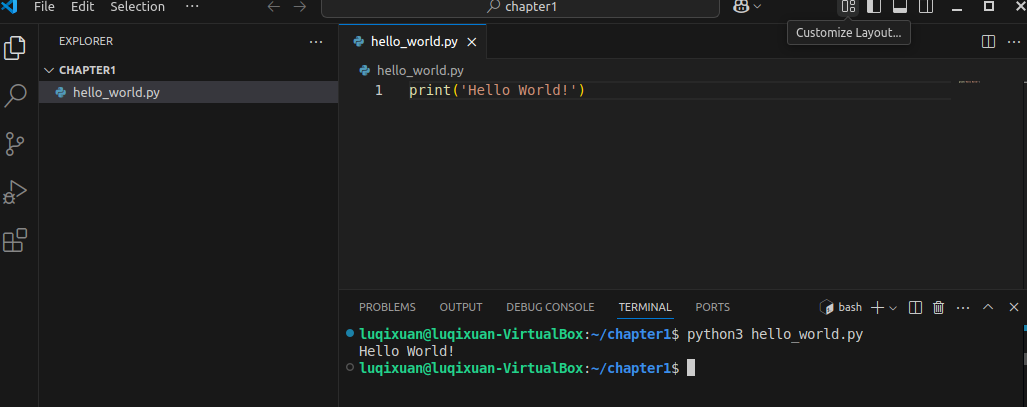 File Edit Selection ··· chapter1
Customize Layout...
EXPLORER ···
hello_world.py
CHAPTER1
hello_world.py
hello_world.py
1 print('Hello World!')
PROBLEMS OUTPUT DEBUG CONSOLE TERMINAL PORTS bash
luqixuan@luqixuan-VirtualBox:~/chapter1$ python3 hello_world.py
Hello World!
luqixuan@luqixuan-VirtualBox:~/chapter1$